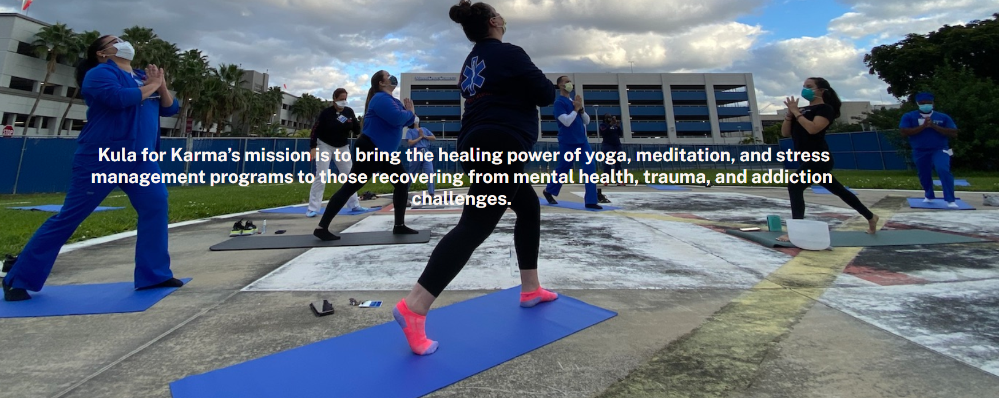 Kula for Karma’s mission is to bring the healing power of yoga, meditation, and stress
management programs to those recovering from mental health, trauma, and addiction
challenges.
STOP